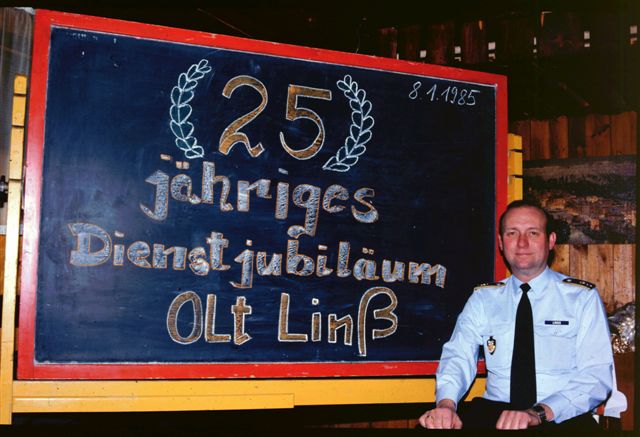 8.1.1985
25
jähriges
Dienstjubiläum
OLt Linß